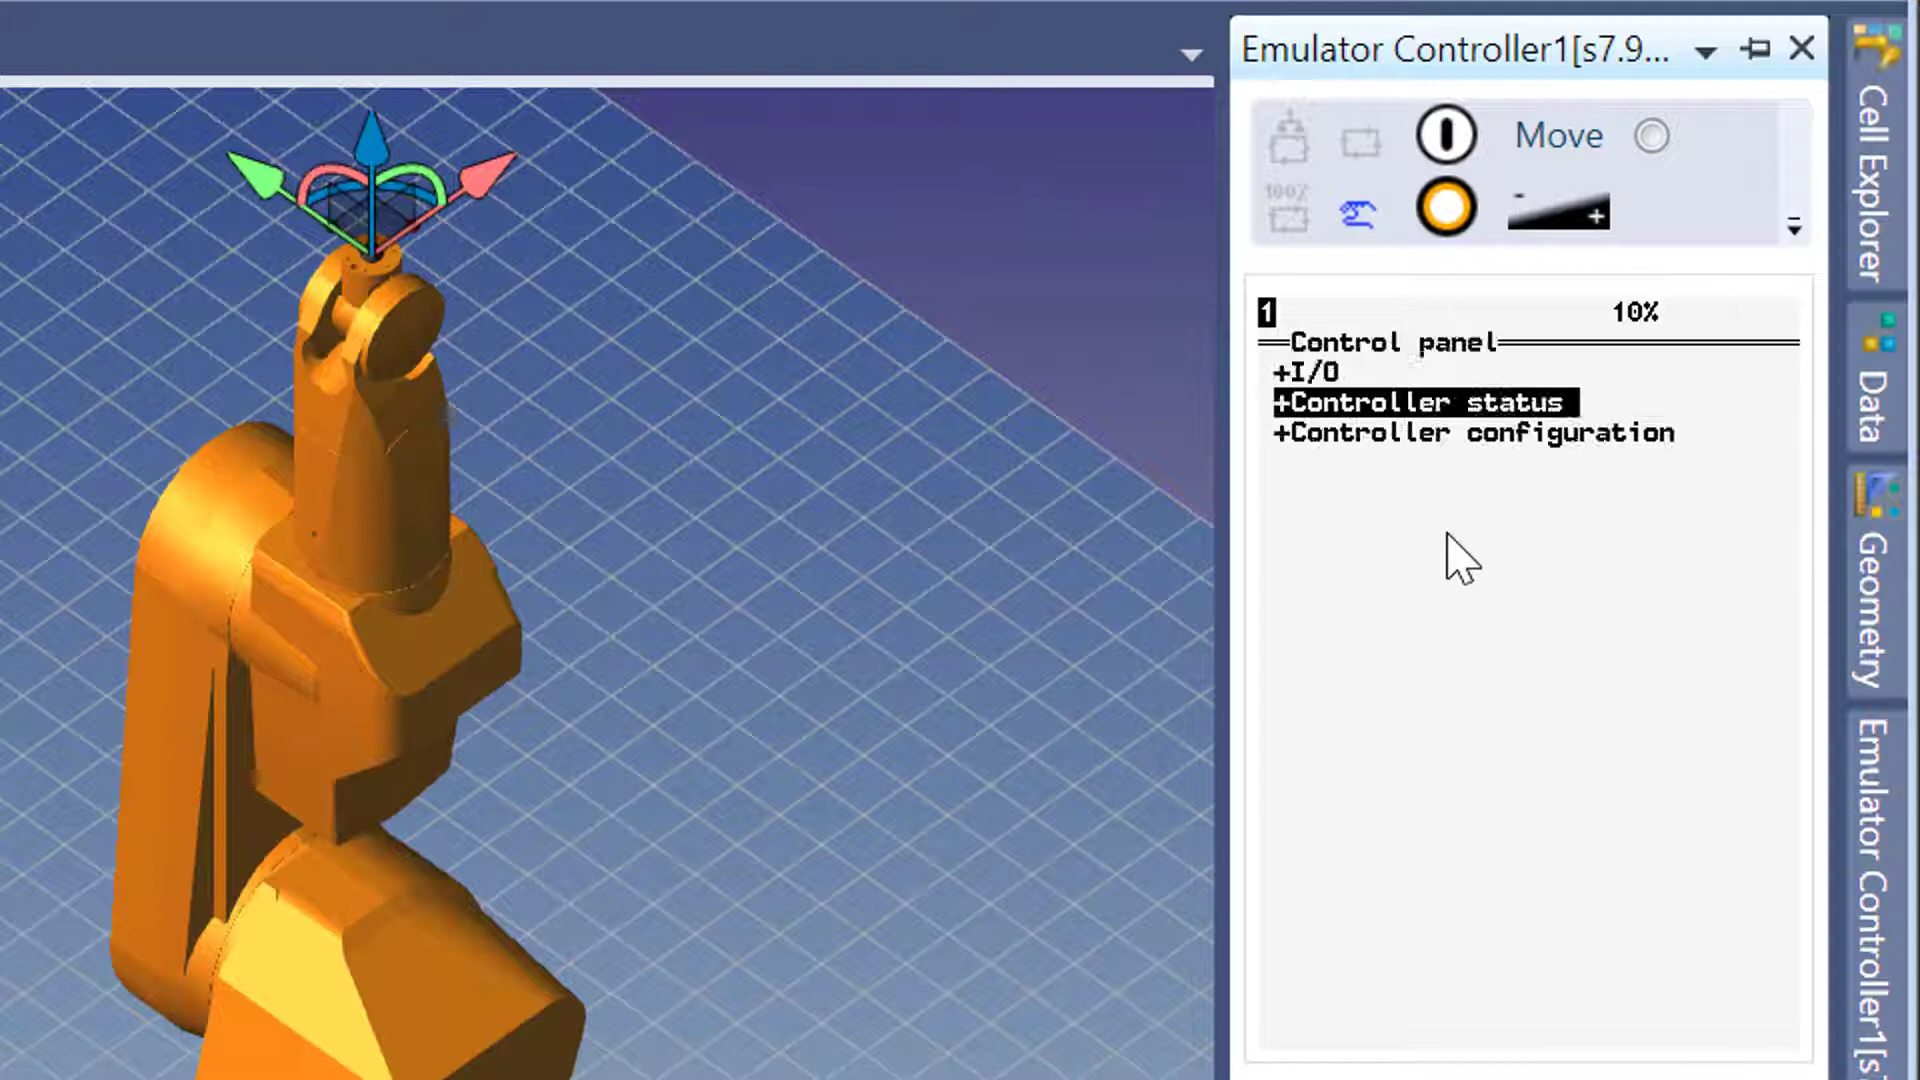 Emulator Controller1[s7.9...
Move
100%
-
+
1
10%
Control panel
+I/O
+Controller status
+Controller configuration
Cell Explorer
Data
Geometry
Emulator Controller1[s